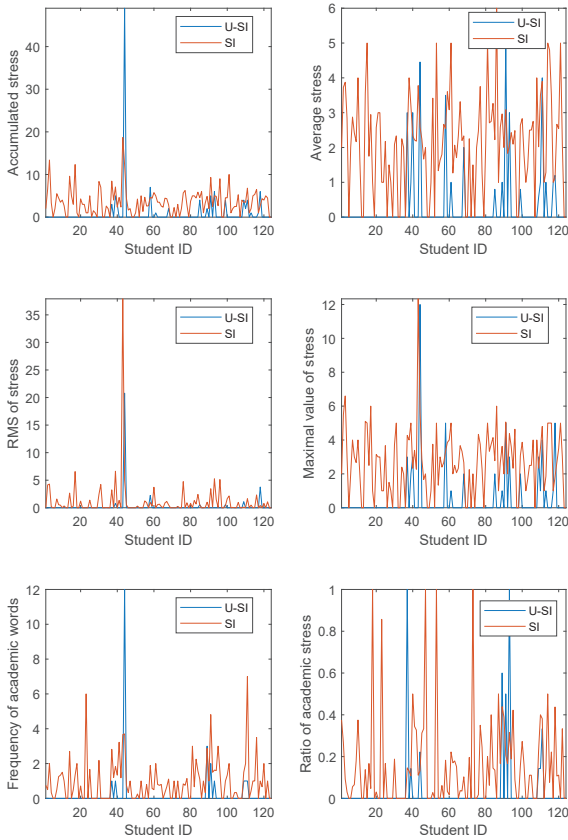 Accumulated stress
40
30
20
10
0
20 40 60 80 100 120
Student ID
U-SI
SI
Average stress
6
5
4
3
2
1
0
20 40 60 80 100 120
Student ID
U-SI
SI
RMS of stress
35
30
25
20
15
10
5
0
20 40 60 80 100 120
Student ID
U-SI
SI
Maximal value of stress
12
10
8
6
4
2
0
20 40 60 80 100 120
Student ID
U-SI
SI
Frequency of academic words
12
10
8
6
4
2
0
20 40 60 80 100 120
Student ID
U-SI
SI
Ratio of academic stress
1
0.8
0.6
0.4
0.2
0
20 40 60 80 100 120
Student ID
U-SI
SI